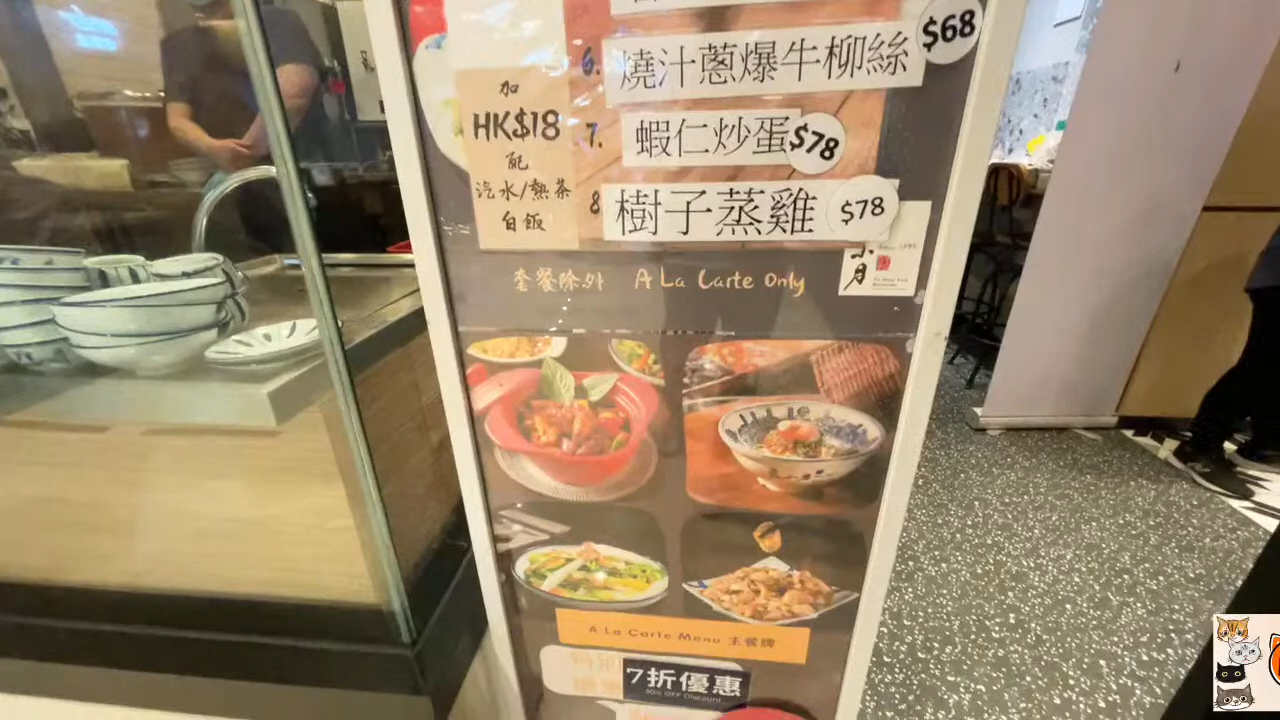 $68
6. 燒汁蔥爆牛柳絲
加
HK$18
配
汽水/熱茶
白飯
7. 蝦仁炒蛋 $78
8 樹子蒸雞 $78
套餐除外 A La Carte Only
A La Carte Menu 主餐牌
7折優惠
30% OFF Discount